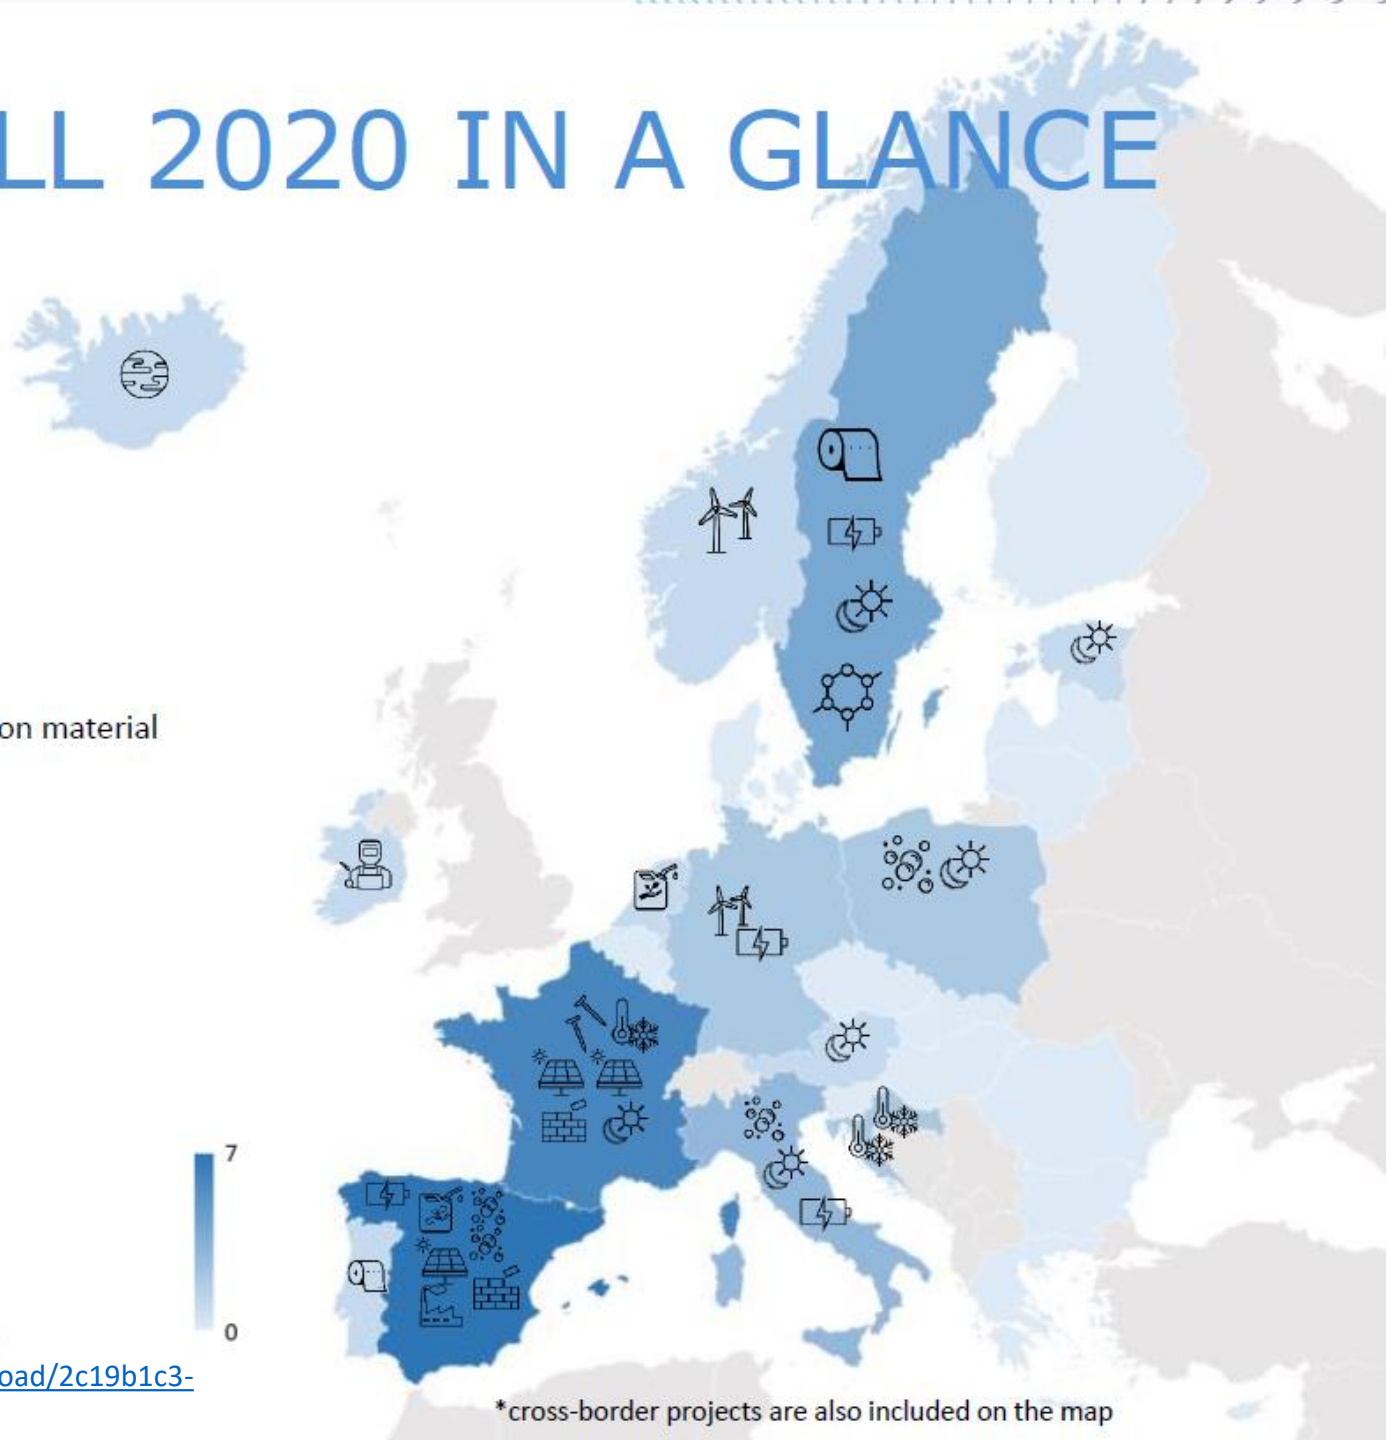 LL 2020 IN A GLANCE
on material
7
0
oad/2c19b1c3-
*cross-border projects are also included on the map